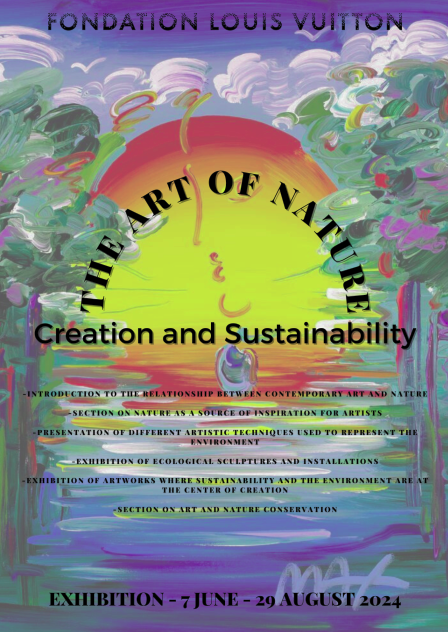 FONDATION LOUIS VUITTON
THE ART OF NATURE
Creation and Sustainability
-INTRODUCTION TO THE RELATIONSHIP BETWEEN CONTEMPORARY ART AND NATURE
-SECTION ON NATURE AS A SOURCE OF INSPIRATION FOR ARTISTS
-PRESENTATION OF DIFFERENT ARTISTIC TECHNIQUES USED TO REPRESENT THE
ENVIRONMENT
-EXHIBITION OF ECOLOGICAL SCULPTURES AND INSTALLATIONS
-EXHIBITION OF ARTWORKS WHERE SUSTAINABILITY AND THE ENVIRONMENT ARE AT
THE CENTER OF CREATION
-SECTION ON ART AND NATURE CONSERVATION
MAX
EXHIBITION - 7 JUNE - 29 AUGUST 2024